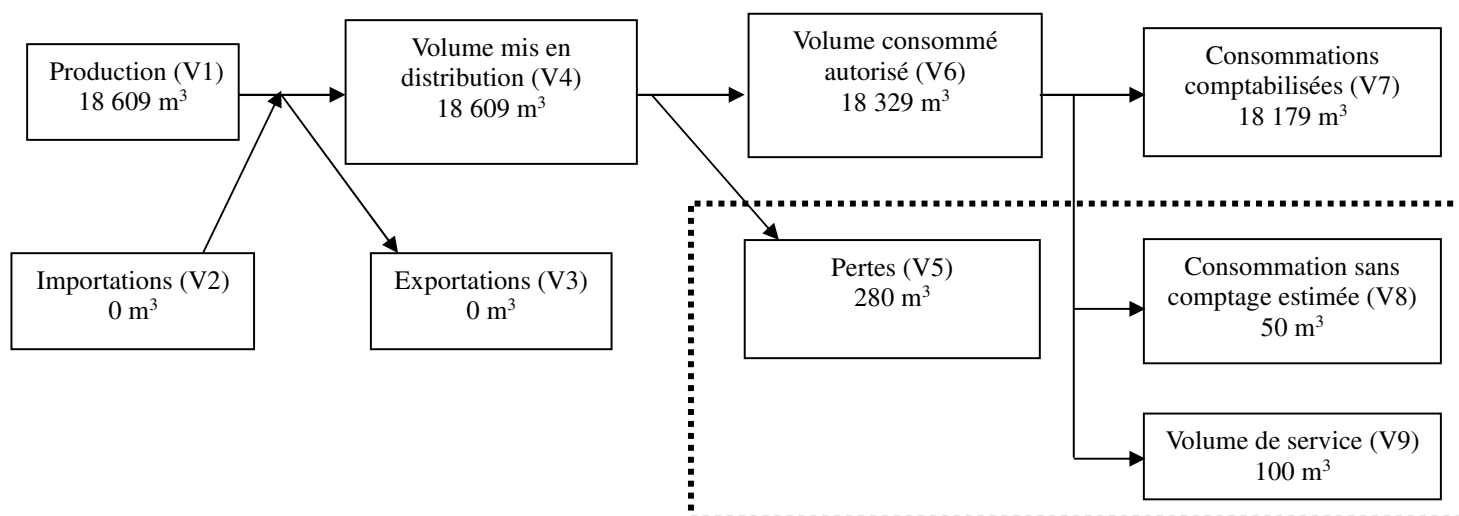 Production (V1)
18 609 m³
Volume mis en
distribution (V4)
18 609 m³
Volume consommé
autorisé (V6)
18 329 m³
Consommations
comptabilisées (V7)
18 179 m³
Importations (V2)
0 m³
Exportations (V3)
0 m³
Pertes (V5)
280 m³
Consommation sans
comptage estimée (V8)
50 m³
Volume de service (V9)
100 m³